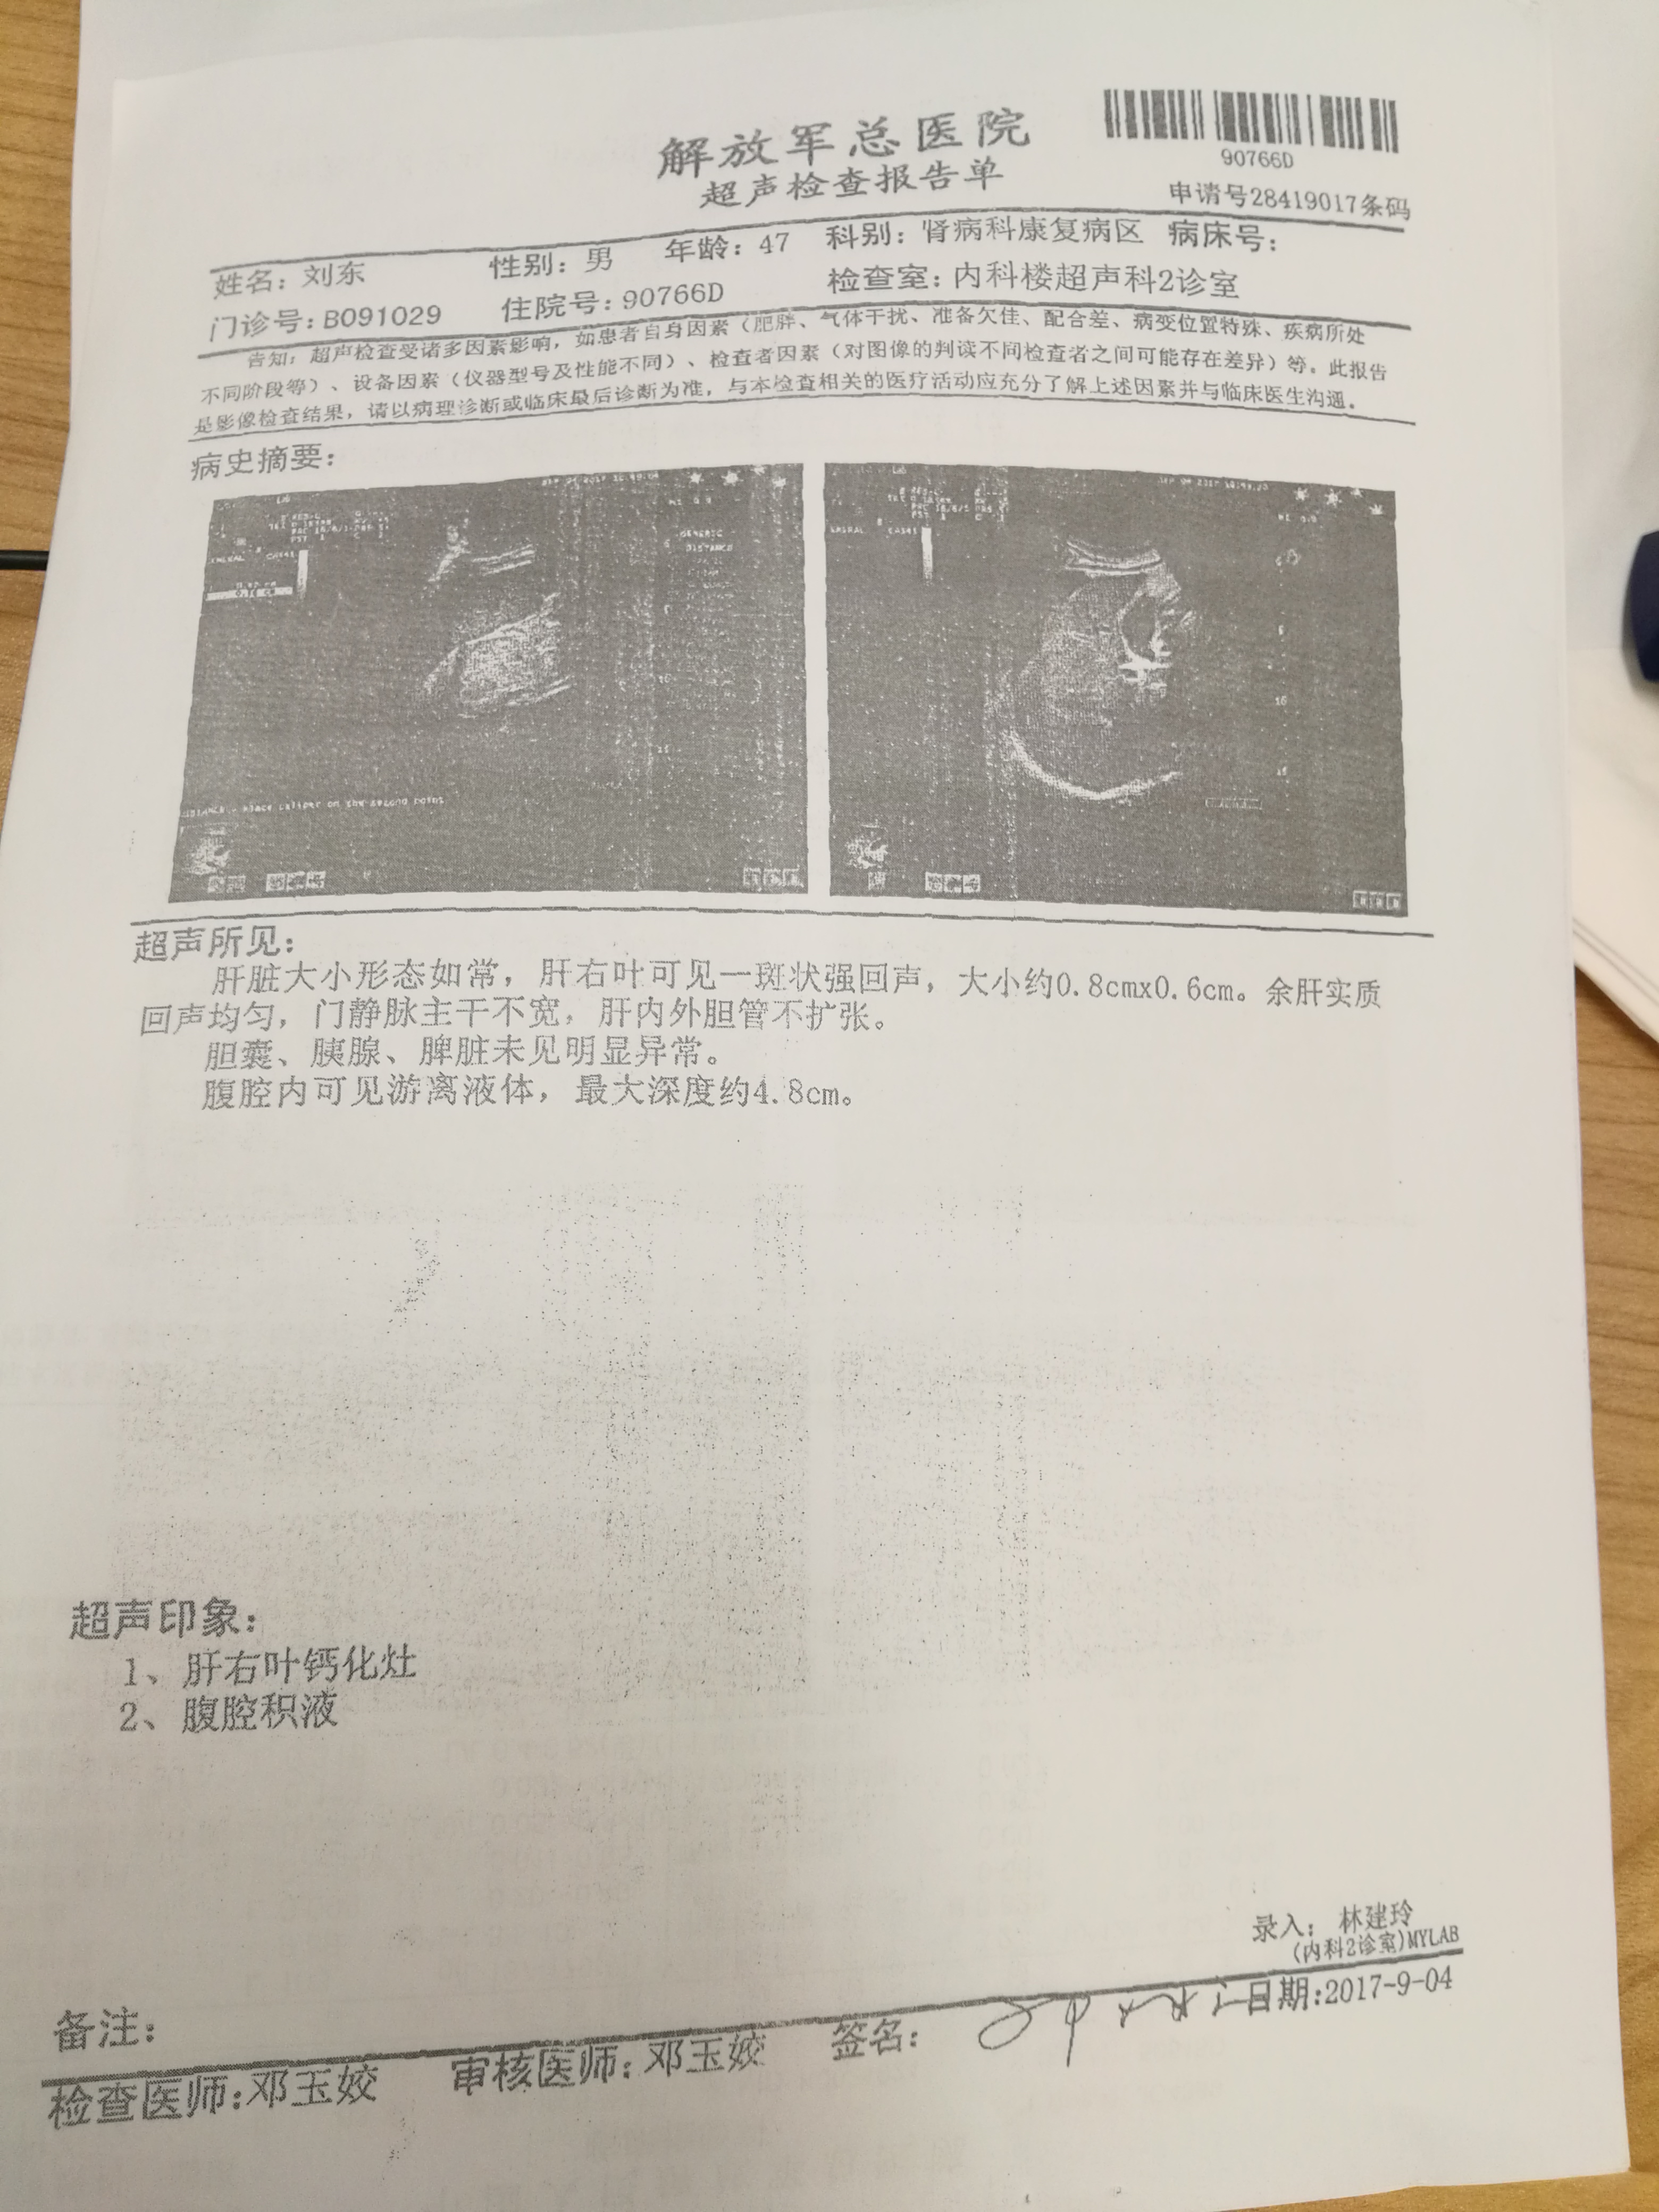 解放军总医院
超声检查报告单
90766D
申请号28419017条码
姓名：刘东 性别：男 年龄：47 科别：肾病科康复病区 病床号：
门诊号：B091029 住院号：90766D 检查室：内科楼超声科2诊室
告知：超声检查受诸多因素影响，如患者自身因素（肥胖、气体干扰、准备欠佳、配合差、病变位置特殊、疾病所处
不同阶段等）、设备因素（仪器型号及性能不同）、检查者因素（对图像的判读不同检查者之间可能存在差异）等。此报告
是影像检查结果，请以病理诊断或临床最后诊断为准，与本检查相关的医疗活动应充分了解上述因素并与临床医生沟通。
病史摘要：
GENERIC
DISTANCE
超声所见：
肝脏大小形态如常，肝右叶可见一斑状强回声，大小约0.8cmx0.6cm。余肝实质
回声均匀，门静脉主干不宽，肝内外胆管不扩张。
胆囊、胰腺、脾脏未见明显异常。
腹腔内可见游离液体，最大深度约4.8cm。
超声印象：
1、肝右叶钙化灶
2、腹腔积液
录入：林建玲
(内科2诊室)MYLAB
备注：
日期:2017-9-04
检查医师:邓玉姣 审核医师:邓玉姣 签名：